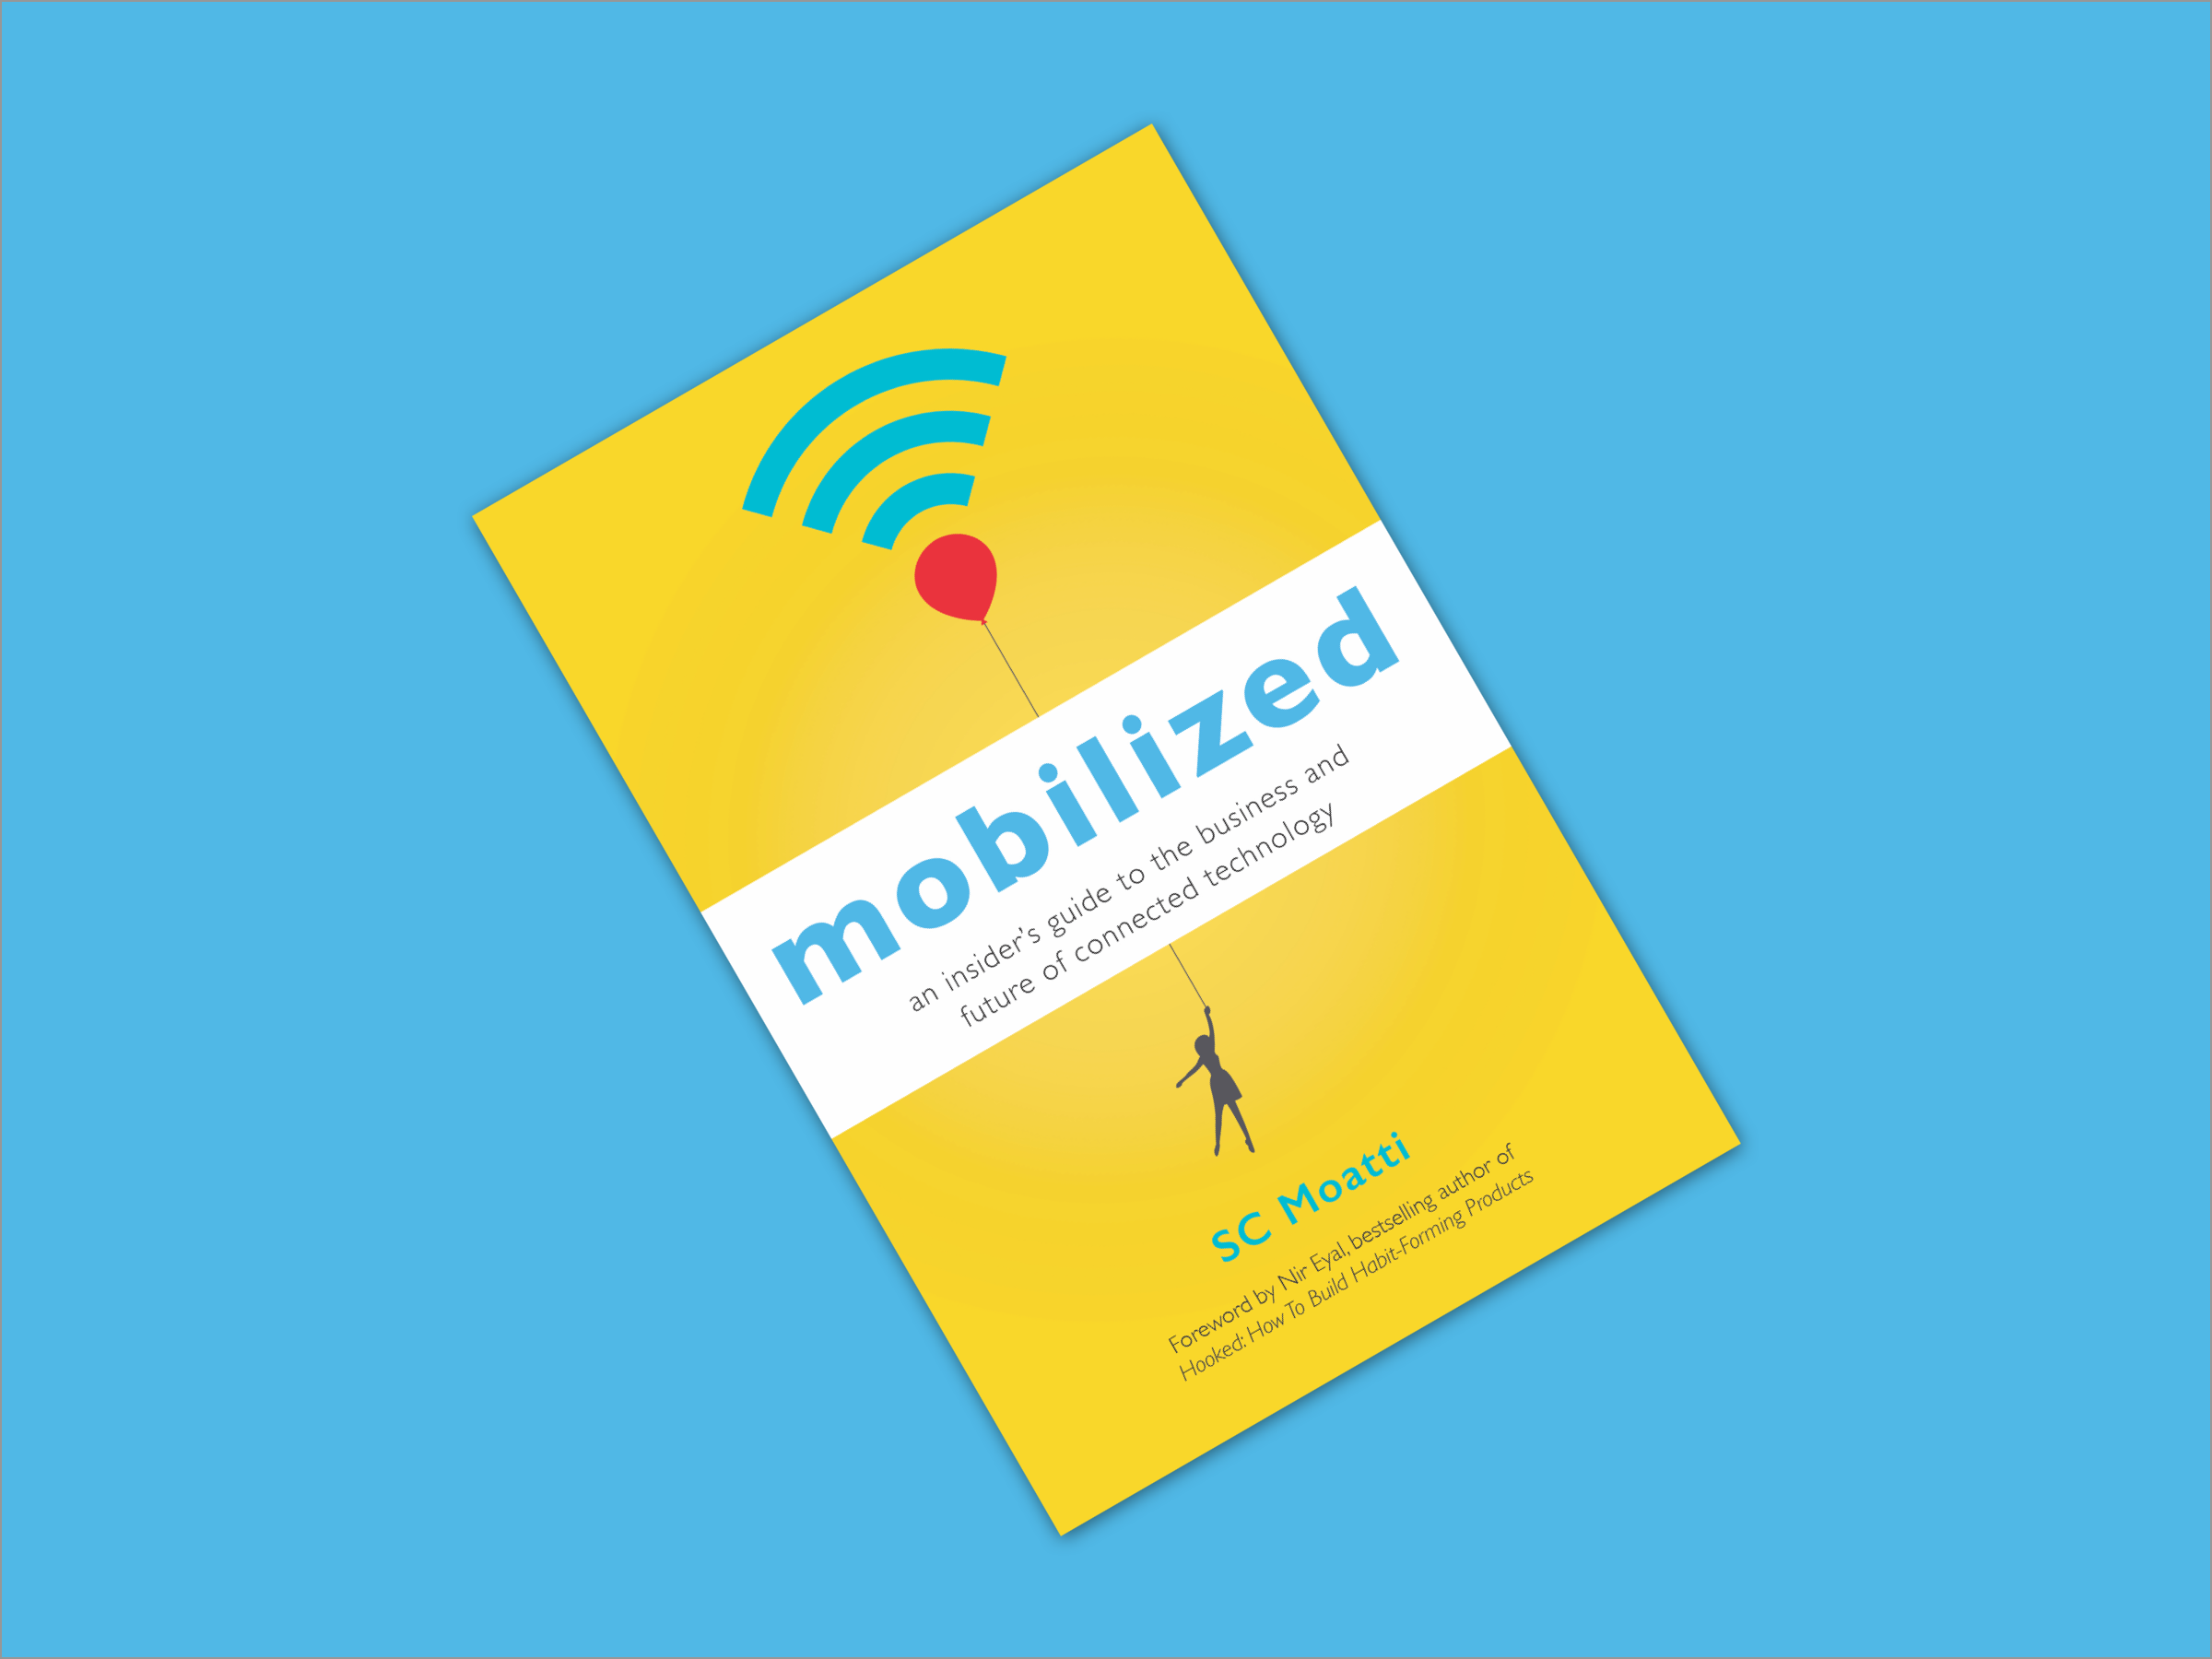 mobilized
an insider's guide to the business and
future of connected technology
SC Moatti
Foreword by Nir Eyal, bestselling author of
Hooked: How To Build Habit-Forming Products